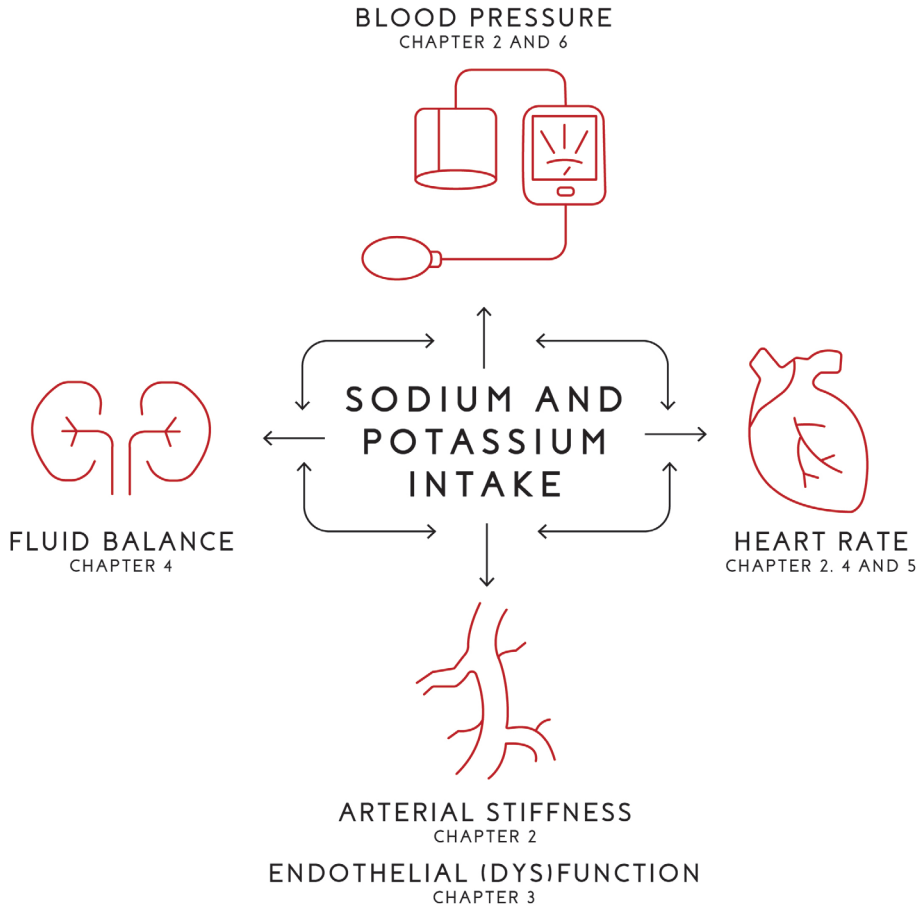 BLOOD PRESSURE
CHAPTER 2 AND 6
SODIUM AND
POTASSIUM
INTAKE
FLUID BALANCE
CHAPTER 4
HEART RATE
CHAPTER 2. 4 AND 5
ARTERIAL STIFFNESS
CHAPTER 2
ENDOTHELIAL (DYS)FUNCTION
CHAPTER 3